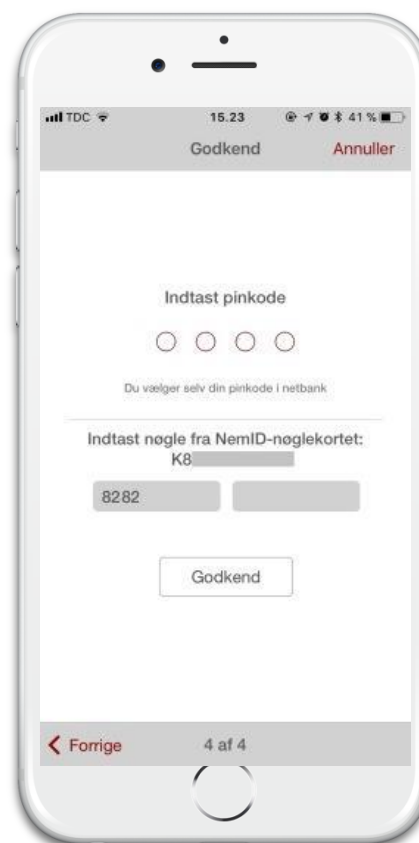 TDC 15.23 41 %
Godkend Annuller
Indtast pinkode
Du vælger selv din pinkode i netbank
Indtast nøgle fra NemID-nøglekortet:
K8
8282
Godkend
Forrige 4 af 4